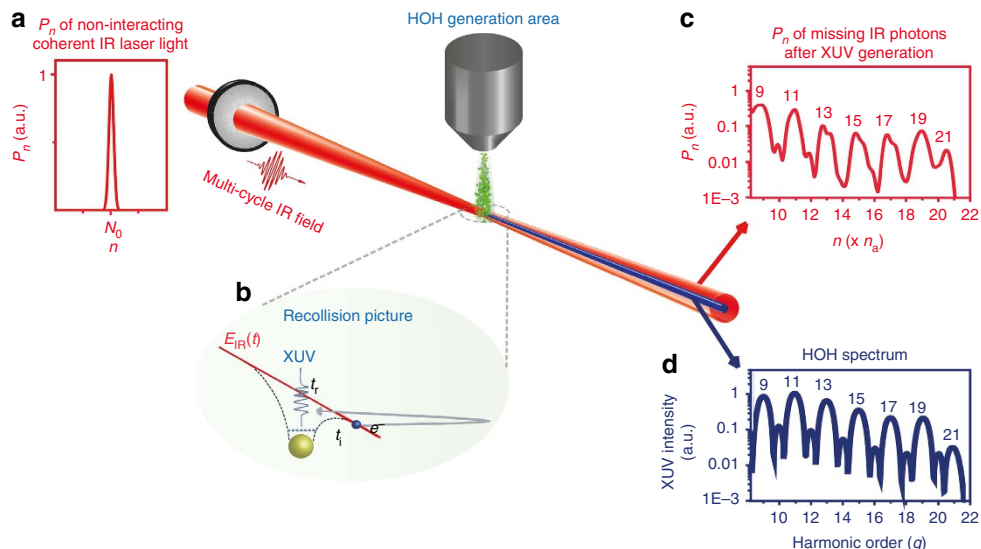 a
P_n of non-interacting
coherent IR laser light
1
P_n (a.u.)
N_0
n
Multi-cycle IR field
HOH generation area
b
Recollision picture
E_IR(t)
XUV
t_r
t_i
e^-
c
P_n of missing IR photons
after XUV generation
9 11 13 15 17 19 21
1
0.1
0.01
1E–3
P_n (a.u.)
10 12 14 16 18 20 22
n (x n_a)
d
HOH spectrum
9 11 13 15 17 19 21
1
0.1
0.01
1E–3
XUV intensity
(a.u.)
10 12 14 16 18 20 22
Harmonic order (q)